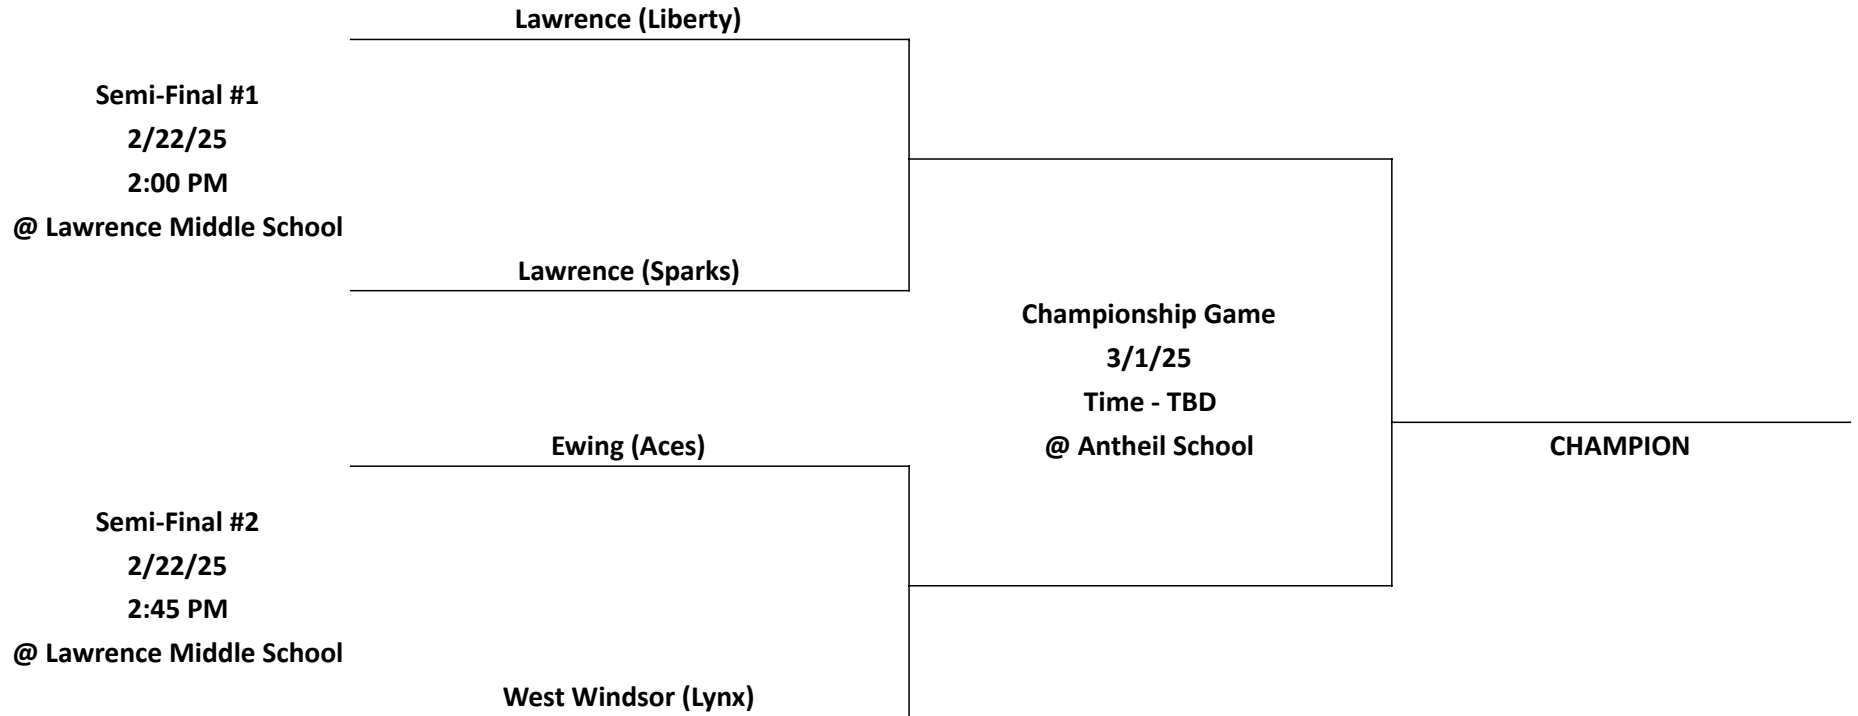 Lawrence (Liberty)
Semi-Final #1
2/22/25
2:00 PM
@ Lawrence Middle School
Lawrence (Sparks)
Championship Game
3/1/25
Time - TBD
@ Antheil School
CHAMPION
Ewing (Aces)
Semi-Final #2
2/22/25
2:45 PM
@ Lawrence Middle School
West Windsor (Lynx)